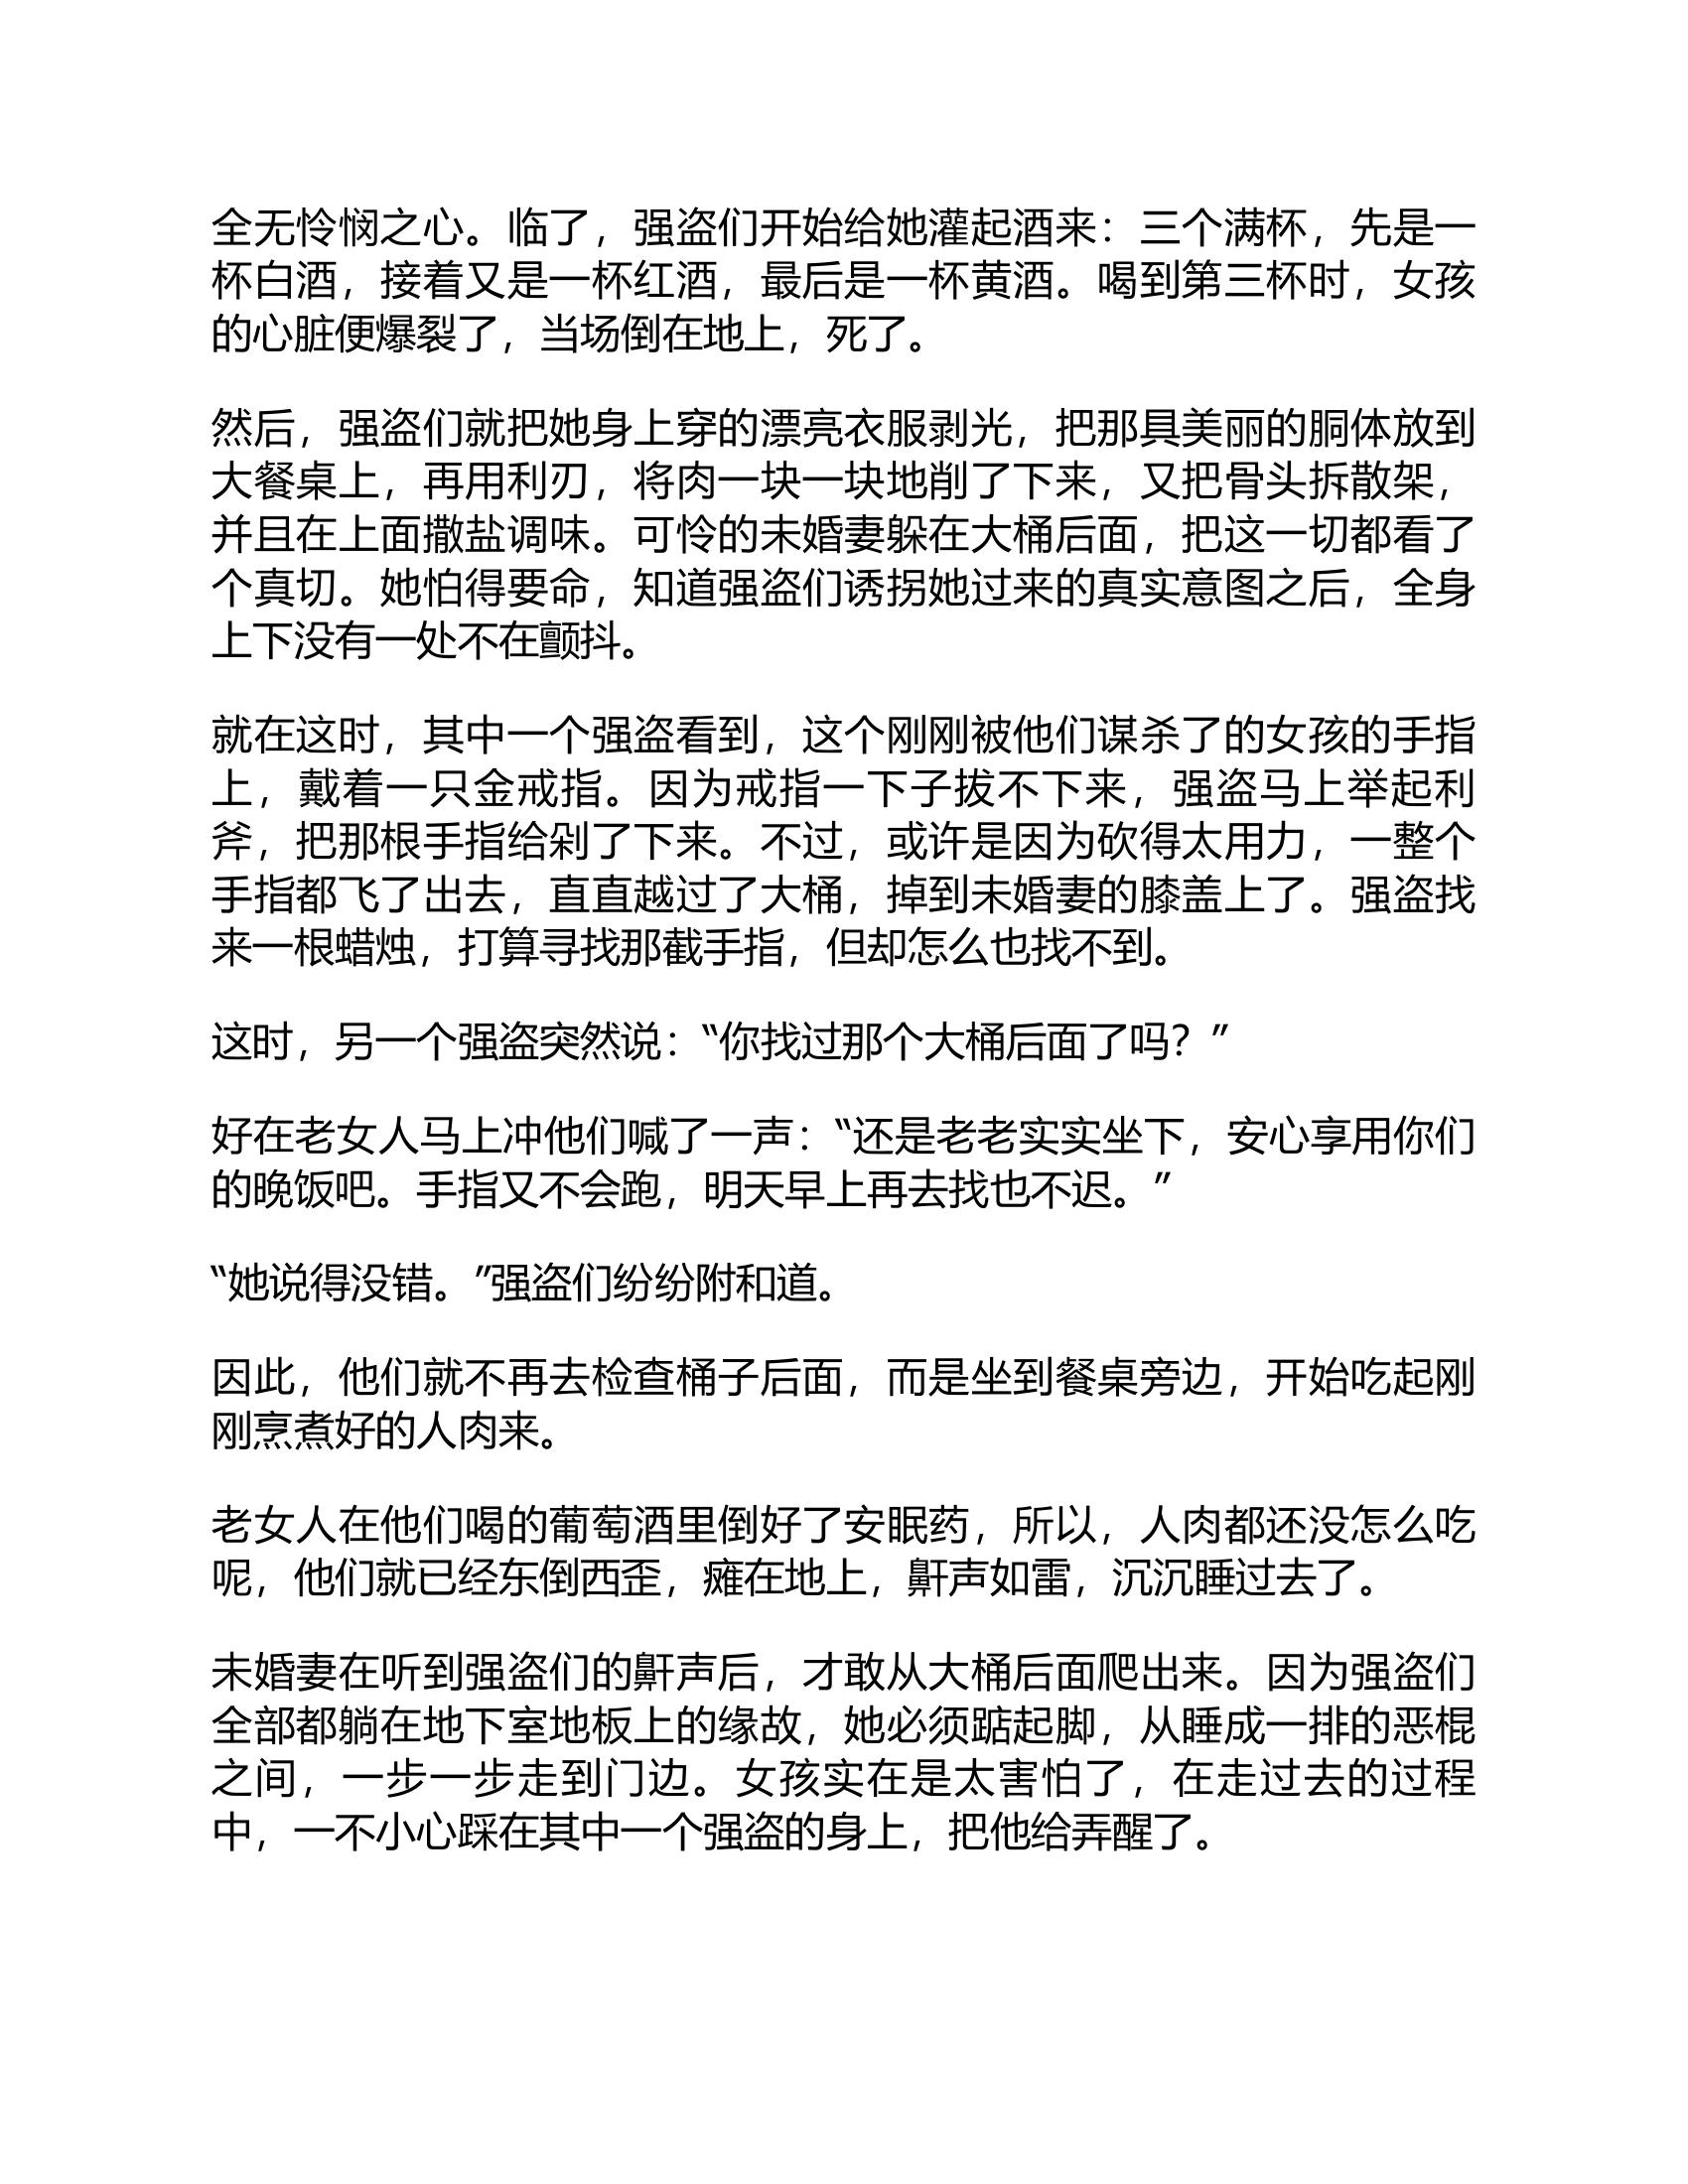 全无怜悯之心。临了，强盗们开始给她灌起酒来：三个满杯，先是一
杯白酒，接着又是一杯红酒，最后是一杯黄酒。喝到第三杯时，女孩
的心脏便爆裂了，当场倒在地上，死了。
然后，强盗们就把她身上穿的漂亮衣服剥光，把那具美丽的胴体放到
大餐桌上，再用利刃，将肉一块一块地削了下来，又把骨头拆散架，
并且在上面撒盐调味。可怜的未婚妻躲在大桶后面，把这一切都看了
个真切。她怕得要命，知道强盗们诱拐她过来的真实意图之后，全身
上下没有一处不在颤抖。
就在这时，其中一个强盗看到，这个刚刚被他们谋杀了的女孩的手指
上，戴着一只金戒指。因为戒指一下子拔不下来，强盗马上举起利
斧，把那根手指给剁了下来。不过，或许是因为砍得太用力，一整个
手指都飞了出去，直直越过了大桶，掉到未婚妻的膝盖上了。强盗找
来一根蜡烛，打算寻找那截手指，但却怎么也找不到。
这时，另一个强盗突然说：“你找过那个大桶后面了吗？”
好在老女人马上冲他们喊了一声：“还是老老实实坐下，安心享用你们
的晚饭吧。手指又不会跑，明天早上再去找也不迟。”
“她说得没错。”强盗们纷纷附和道。
因此，他们就不再去检查桶子后面，而是坐到餐桌旁边，开始吃起刚
刚烹煮好的人肉来。
老女人在他们喝的葡萄酒里倒好了安眠药，所以，人肉都还没怎么吃
呢，他们就已经东倒西歪，瘫在地上，鼾声如雷，沉沉睡过去了。
未婚妻在听到强盗们的鼾声后，才敢从大桶后面爬出来。因为强盗们
全部都躺在地下室地板上的缘故，她必须踮起脚，从睡成一排的恶棍
之间，一步一步走到门边。女孩实在是太害怕了，在走过去的过程
中，一不小心踩在其中一个强盗的身上，把他给弄醒了。